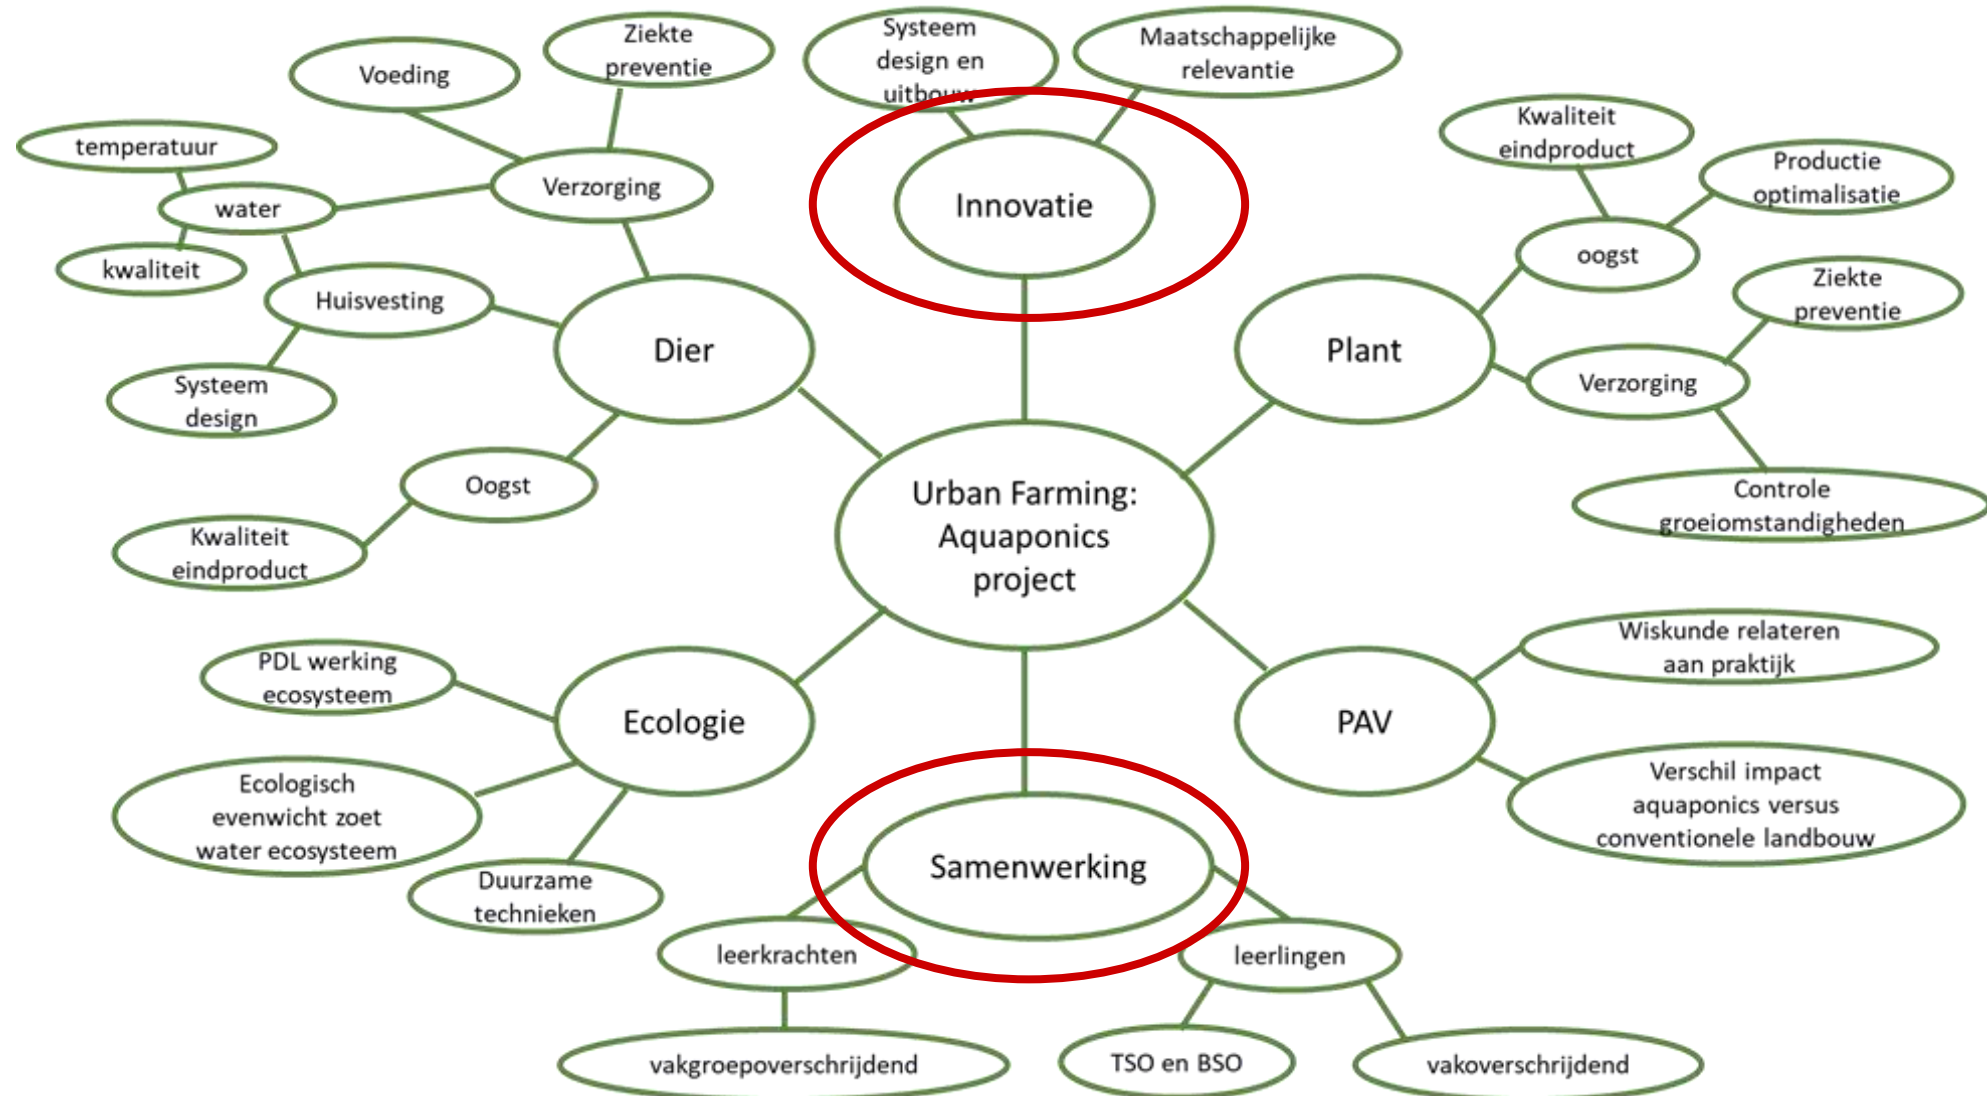 Systeem
design en
uitbouw
Maatschappelijke
relevantie
Innovatie
Ziekte
preventie
Voeding
temperatuur
water
Verzorging
kwaliteit
Huisvesting
Dier
Systeem
design
Oogst
Kwaliteit
eindproduct
Kwaliteit
eindproduct
Productie
optimalisatie
oogst
Ziekte
preventie
Plant
Verzorging
Controle
groeiomstandigheden
Urban Farming:
Aquaponics
project
PDL werking
ecosysteem
Ecologie
Ecologisch
evenwicht zoet
water ecosysteem
Duurzame
technieken
Wiskunde relateren
aan praktijk
PAV
Verschil impact
aquaponics versus
conventionele landbouw
Samenwerking
leerkrachten
leerlingen
vakgroepoverschrijdend
TSO en BSO
vakoverschrijdend